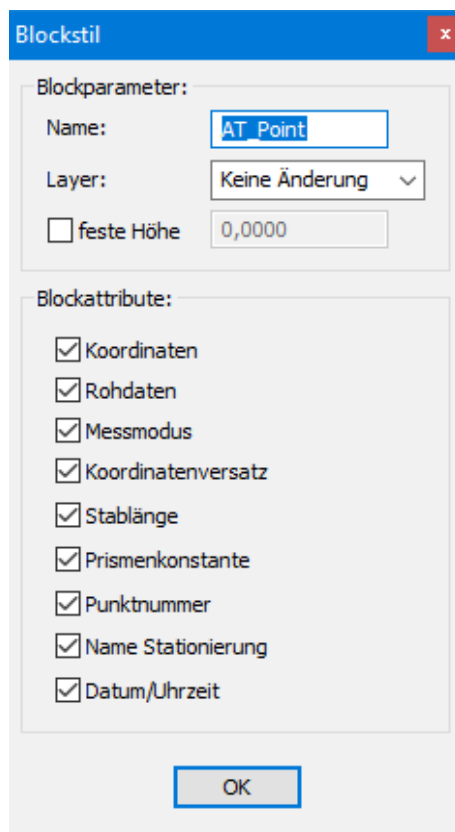 Blockstil x
Blockparameter:
Name: AT_Point
Layer: Keine Änderung
feste Höhe 0,0000
Blockattribute:
Koordinaten
Rohdaten
Messmodus
Koordinatenversatz
Stablänge
Prismenkonstante
Punktnummer
Name Stationierung
Datum/Uhrzeit
OK